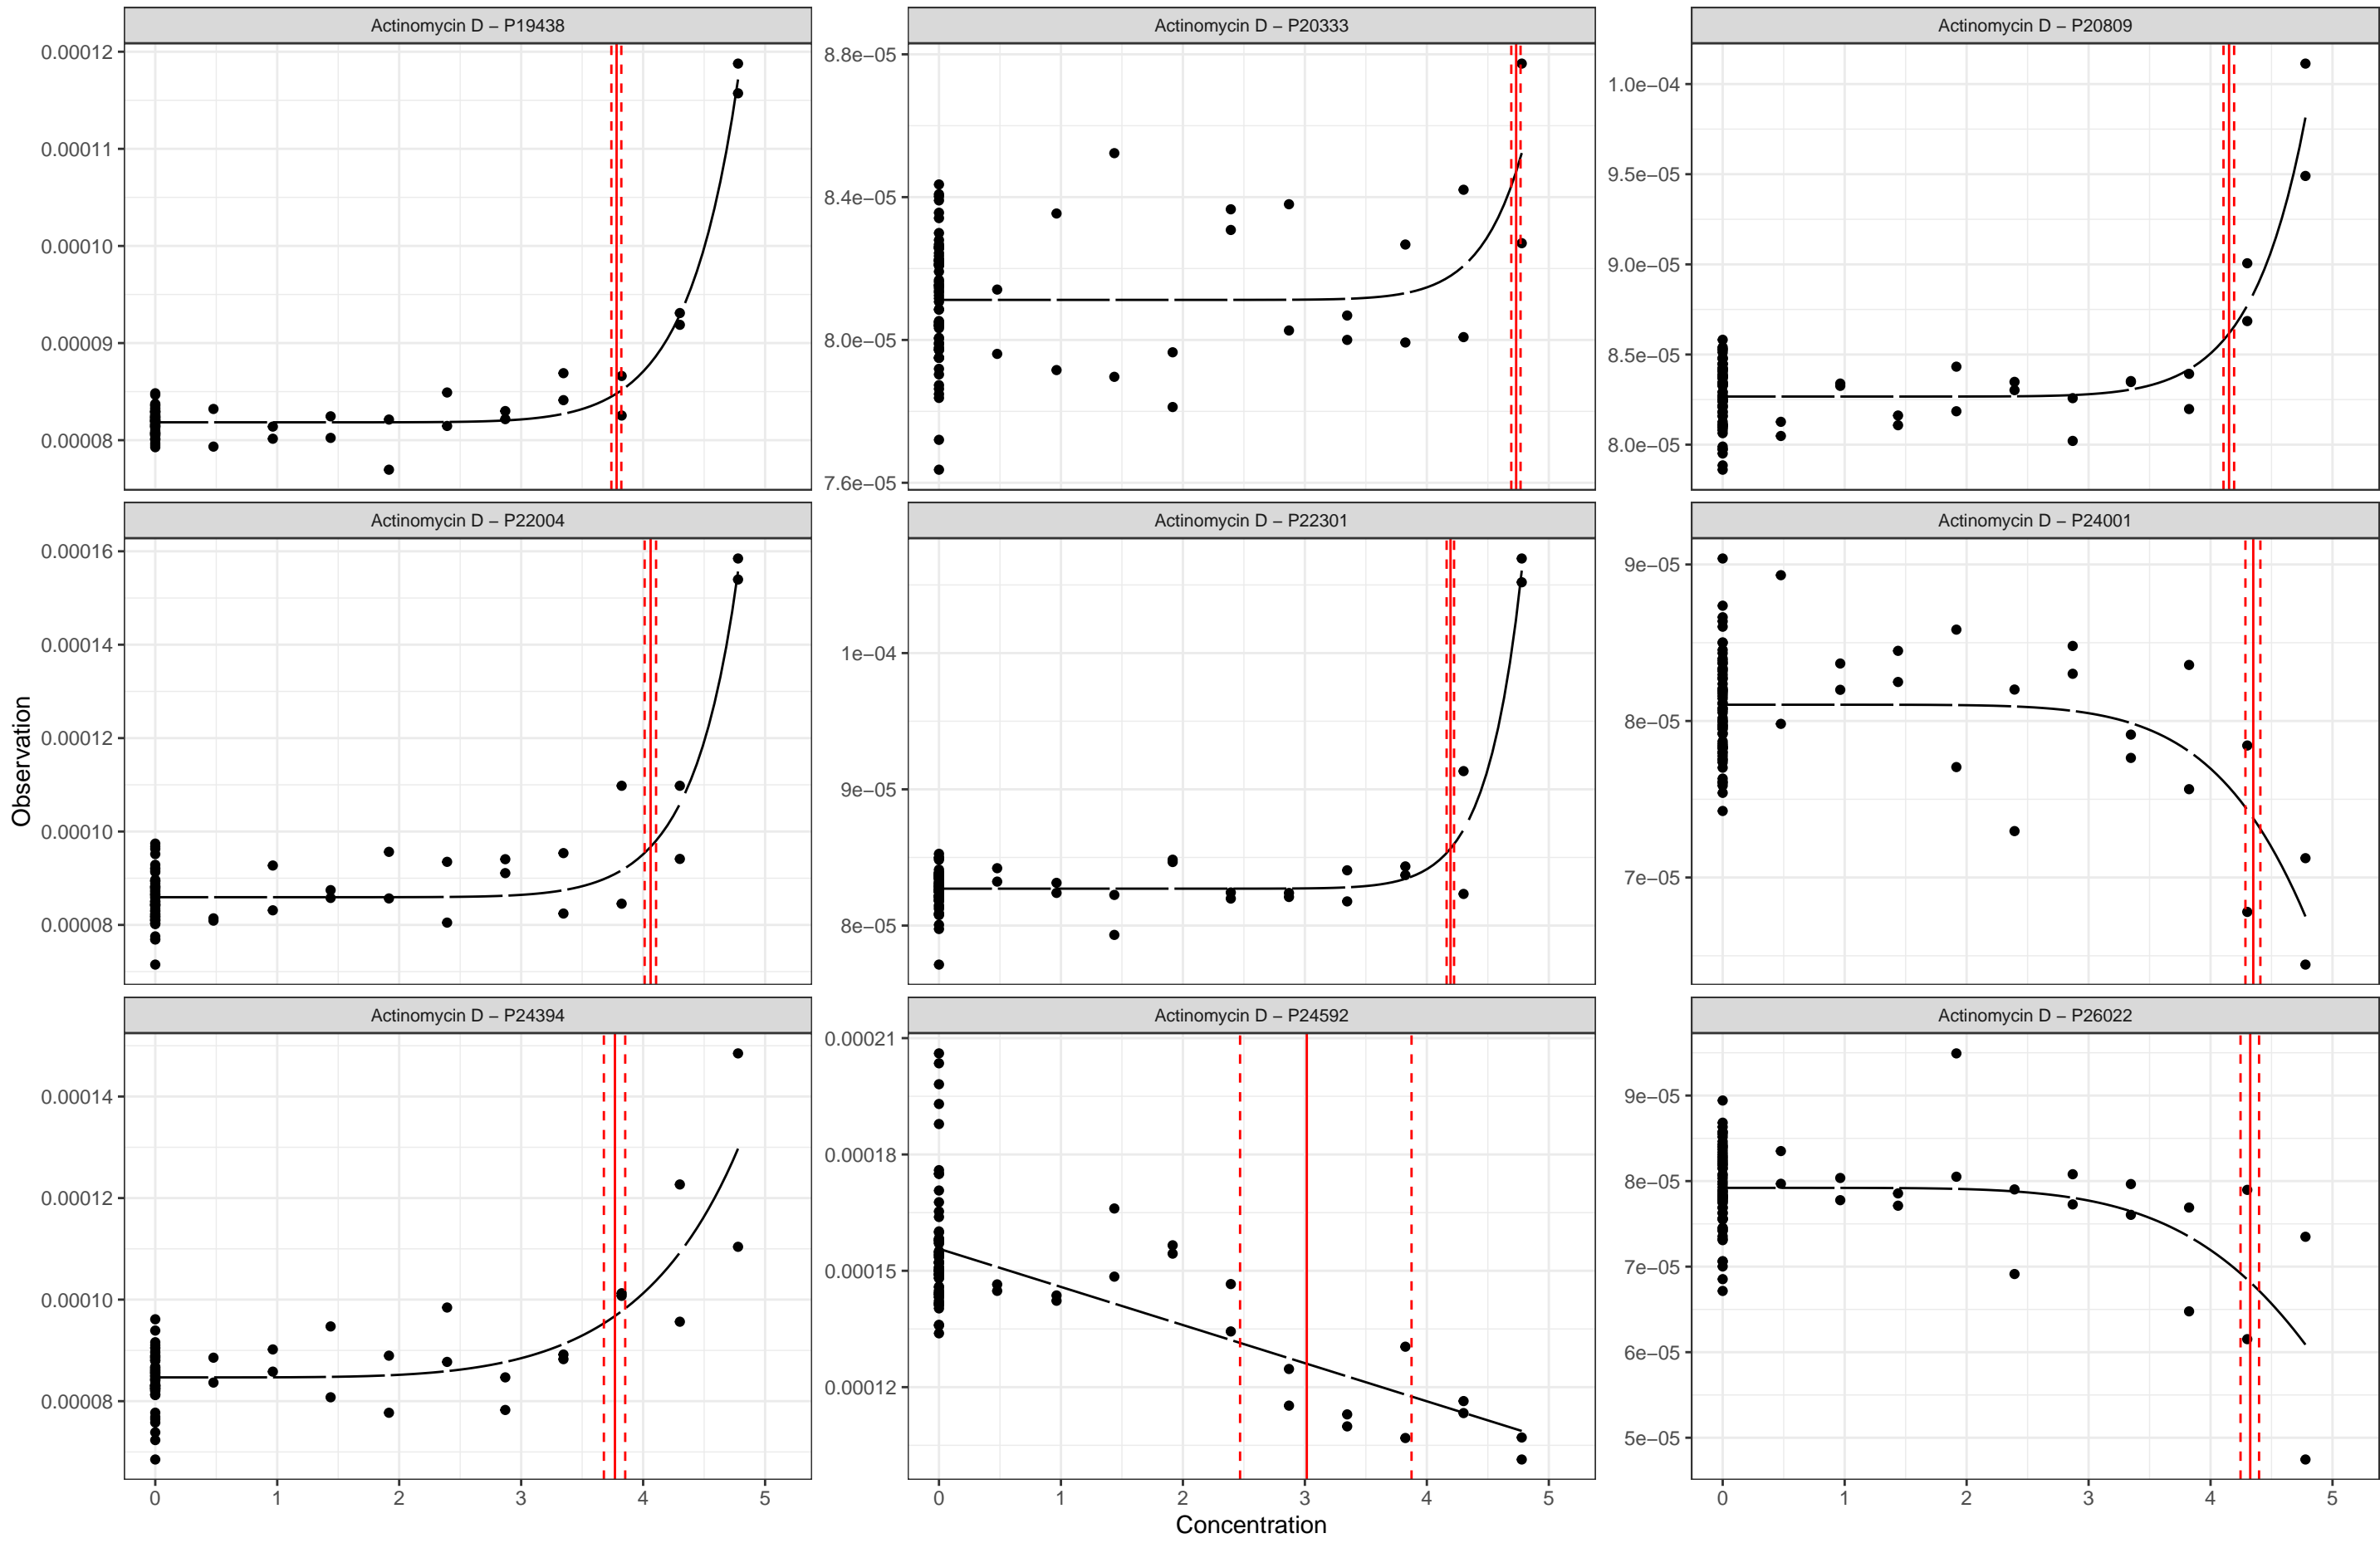 Actinomycin D – P19438
Actinomycin D – P20333
Actinomycin D – P20809
0.00012
0.00011
0.00010
0.00009
0.00008
8.8e−05
8.4e−05
8.0e−05
7.6e−05
1.0e−04
9.5e−05
9.0e−05
8.5e−05
8.0e−05
Actinomycin D – P22004
Actinomycin D – P22301
Actinomycin D – P24001
0.00016
0.00014
0.00012
0.00010
0.00008
1e−04
9e−05
8e−05
9e−05
8e−05
7e−05
Observation
Actinomycin D – P24394
Actinomycin D – P24592
Actinomycin D – P26022
0.00014
0.00012
0.00010
0.00008
0.00021
0.00018
0.00015
0.00012
9e−05
8e−05
7e−05
6e−05
5e−05
0 1 2 3 4 5
0 1 2 3 4 5
0 1 2 3 4 5
Concentration